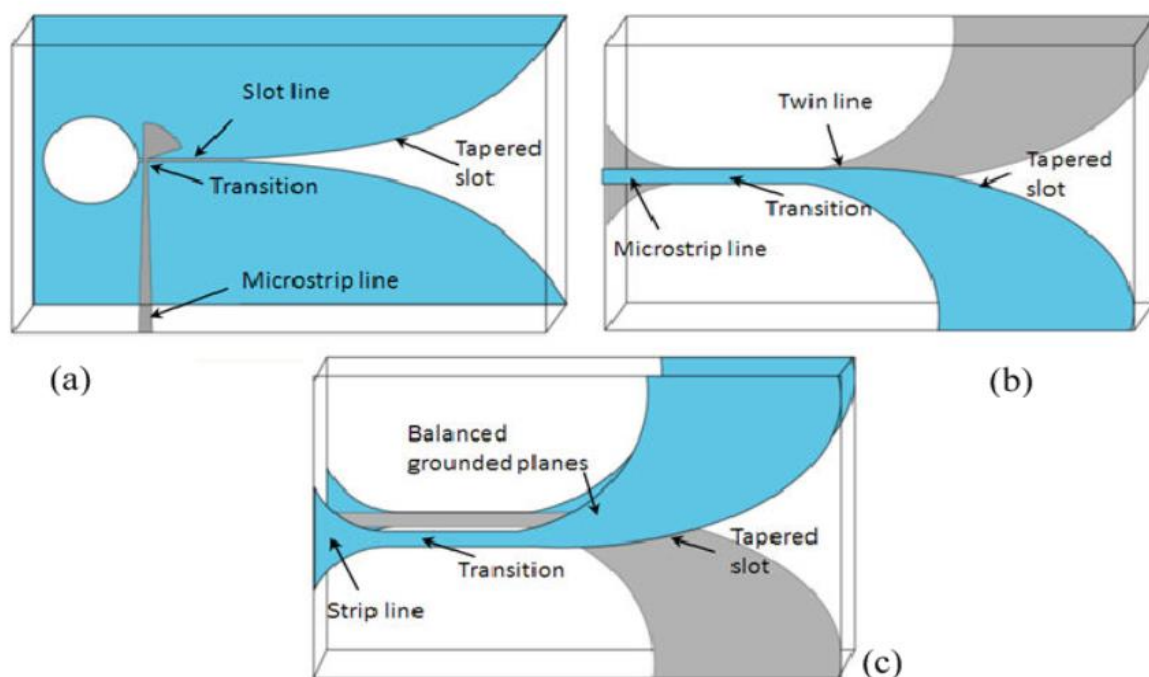 Slot line
Tapered
slot
Transition
Microstrip line
(a)
Twin line
Tapered
slot
Transition
Microstrip line
(b)
Balanced
grounded planes
Tapered
slot
Transition
Strip line
(c)